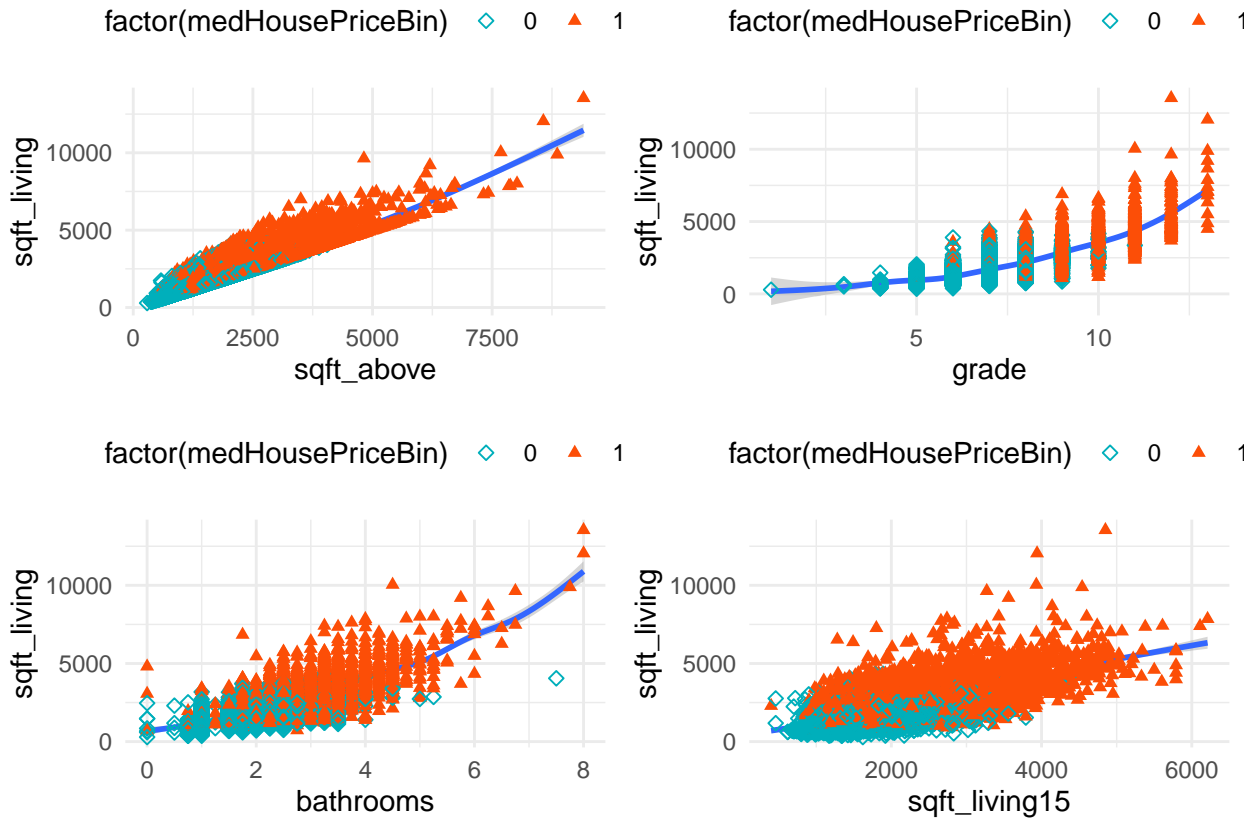 factor(medHousePriceBin) 0 1
sqft_living
10000
5000
0
0 2500 5000 7500
sqft_above
factor(medHousePriceBin) 0 1
sqft_living
10000
5000
0
5 10
grade
factor(medHousePriceBin) 0 1
sqft_living
10000
5000
0
0 2 4 6 8
bathrooms
factor(medHousePriceBin) 0 1
sqft_living
10000
5000
0
2000 4000 6000
sqft_living15